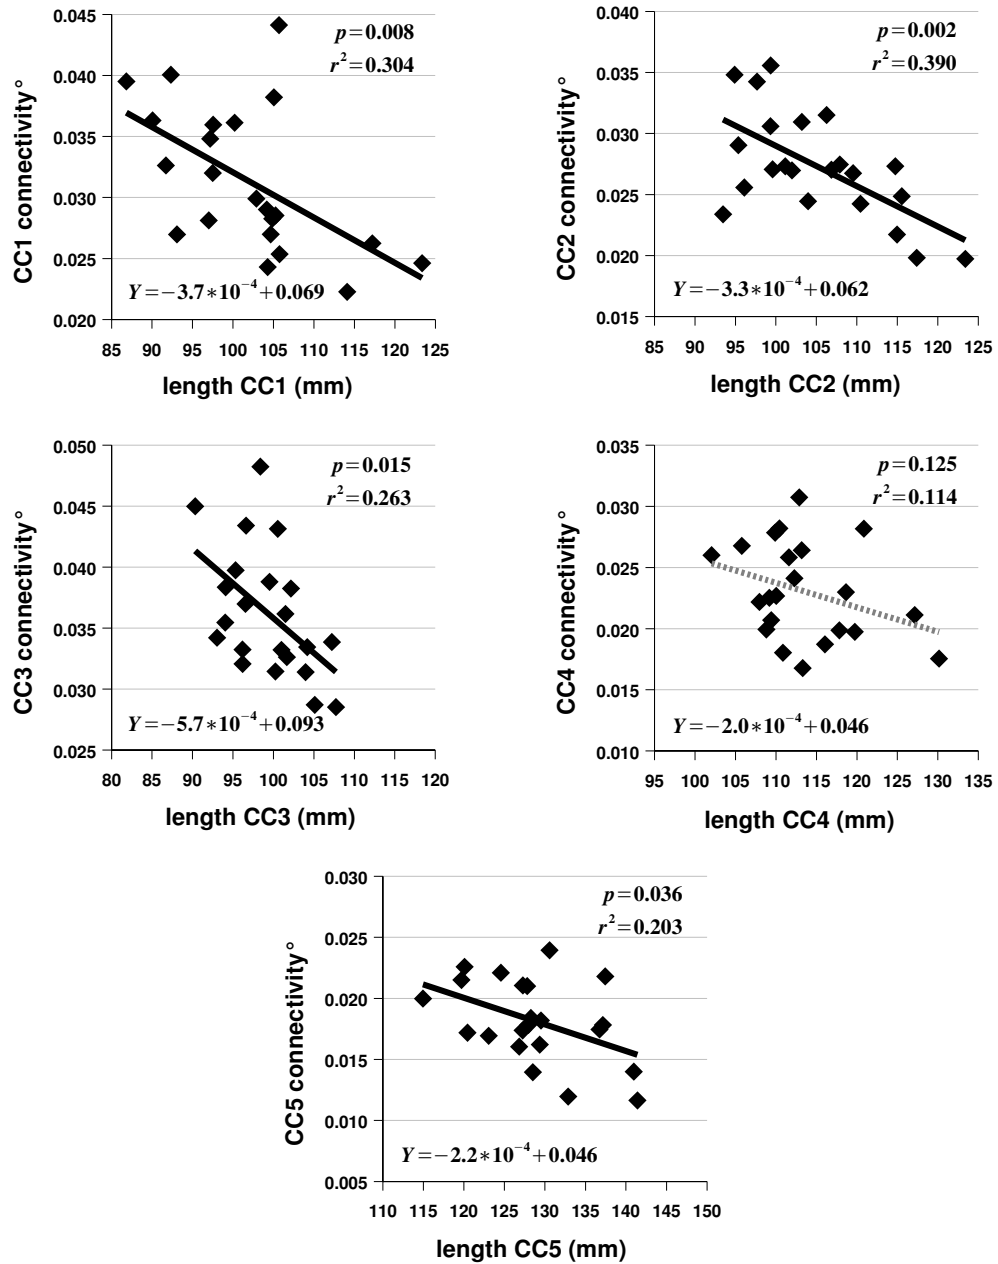 0.045
0.040
0.035
0.030
0.025
0.020
CC1 connectivity°
p=0.008
r²=0.304
Y=−3.7*10⁻⁴+0.069
85 90 95 100 105 110 115 120 125
length CC1 (mm)
0.040
0.035
0.030
0.025
0.020
0.015
CC2 connectivity°
p=0.002
r²=0.390
Y=−3.3*10⁻⁴+0.062
85 90 95 100 105 110 115 120 125
length CC2 (mm)
0.050
0.045
0.040
0.035
0.030
0.025
CC3 connectivity°
p=0.015
r²=0.263
Y=−5.7*10⁻⁴+0.093
80 85 90 95 100 105 110 115 120
length CC3 (mm)
0.035
0.030
0.025
0.020
0.015
0.010
CC4 connectivity°
p=0.125
r²=0.114
Y=−2.0*10⁻⁴+0.046
95 100 105 110 115 120 125 130 135
length CC4 (mm)
0.030
0.025
0.020
0.015
0.010
0.005
CC5 connectivity°
p=0.036
r²=0.203
Y=−2.2*10⁻⁴+0.046
110 115 120 125 130 135 140 145 150
length CC5 (mm)